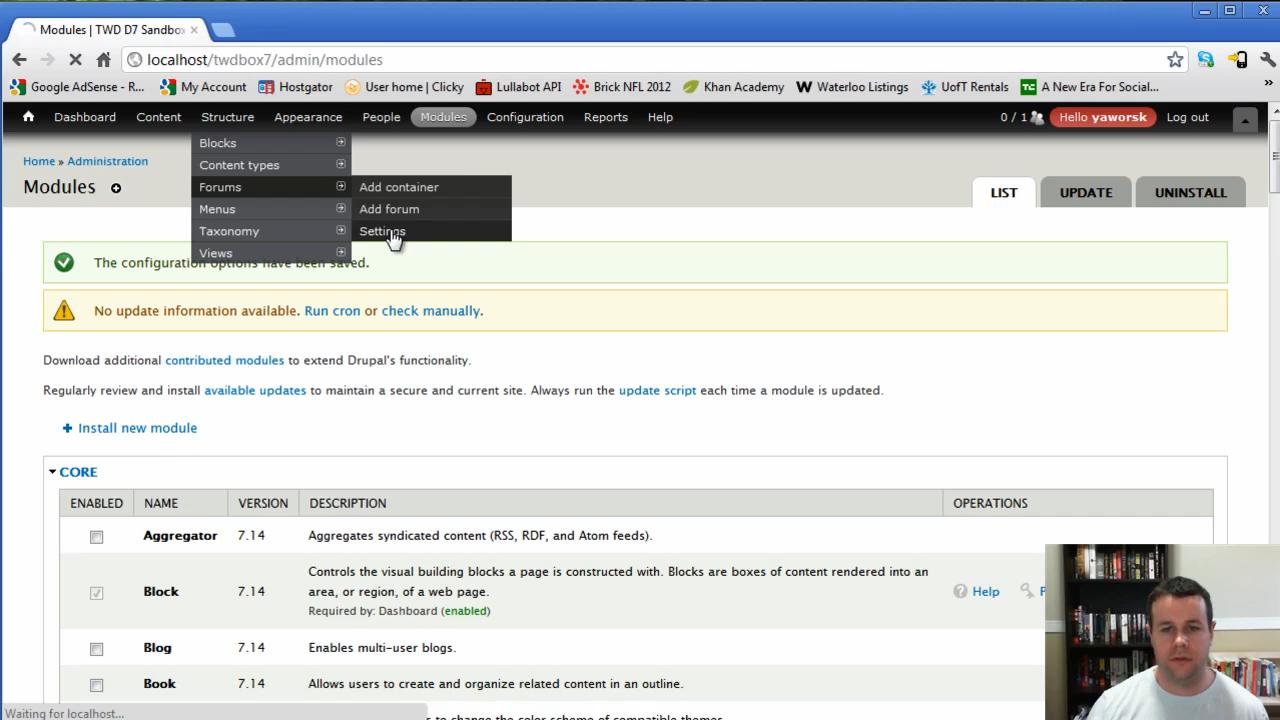 Modules | TWD D7 Sandbox
localhost/twdbox7/admin/modules
Google AdSense - R... My Account Hostgator User home | Clicky Lullabot API Brick NFL 2012 Khan Academy Waterloo Listings UofT Rentals A New Era For Social... »
Dashboard Content Structure Appearance People Modules Configuration Reports Help 0 / 1 Hello yaworsk Log out
Blocks
Home » Administration
Content types
Modules
Forums Add container
LIST UPDATE UNINSTALL
Menus Add forum
Taxonomy Settings
Views
The configuration options have been saved.
No update information available. Run cron or check manually.
Download additional contributed modules to extend Drupal's functionality.
Regularly review and install available updates to maintain a secure and current site. Always run the update script each time a module is updated.
+ Install new module
CORE
ENABLED NAME VERSION DESCRIPTION OPERATIONS
Aggregator 7.14 Aggregates syndicated content (RSS, RDF, and Atom feeds).
Controls the visual building blocks a page is constructed with. Blocks are boxes of content rendered into an
Block 7.14 area, or region, of a web page. Help
Required by: Dashboard (enabled)
Blog 7.14 Enables multi-user blogs.
Book 7.14 Allows users to create and organize related content in an outline.
Waiting for localhost... to change the color scheme of compatible themes.